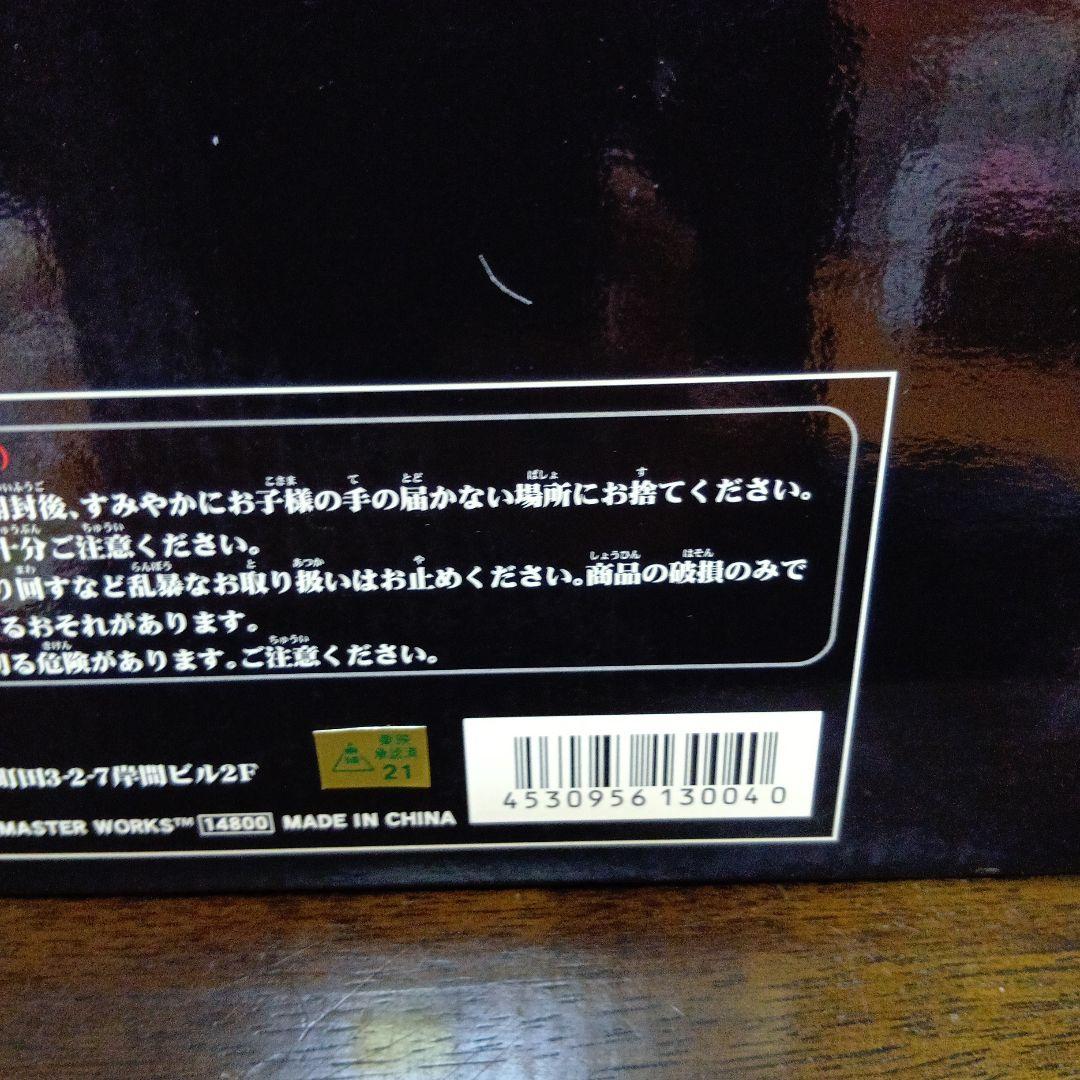 )
封後、すみやかにお子様の手の届かない場所にお捨てください。
十分ご注意ください。
り回すなど乱暴なお取り扱いはお止めください。商品の破損のみで
るおそれがあります。
る危険があります。ご注意ください。
町田3-2-7岸間ビル2F
21
4530956130040
MASTER WORKS™ 14800 MADE IN CHINA